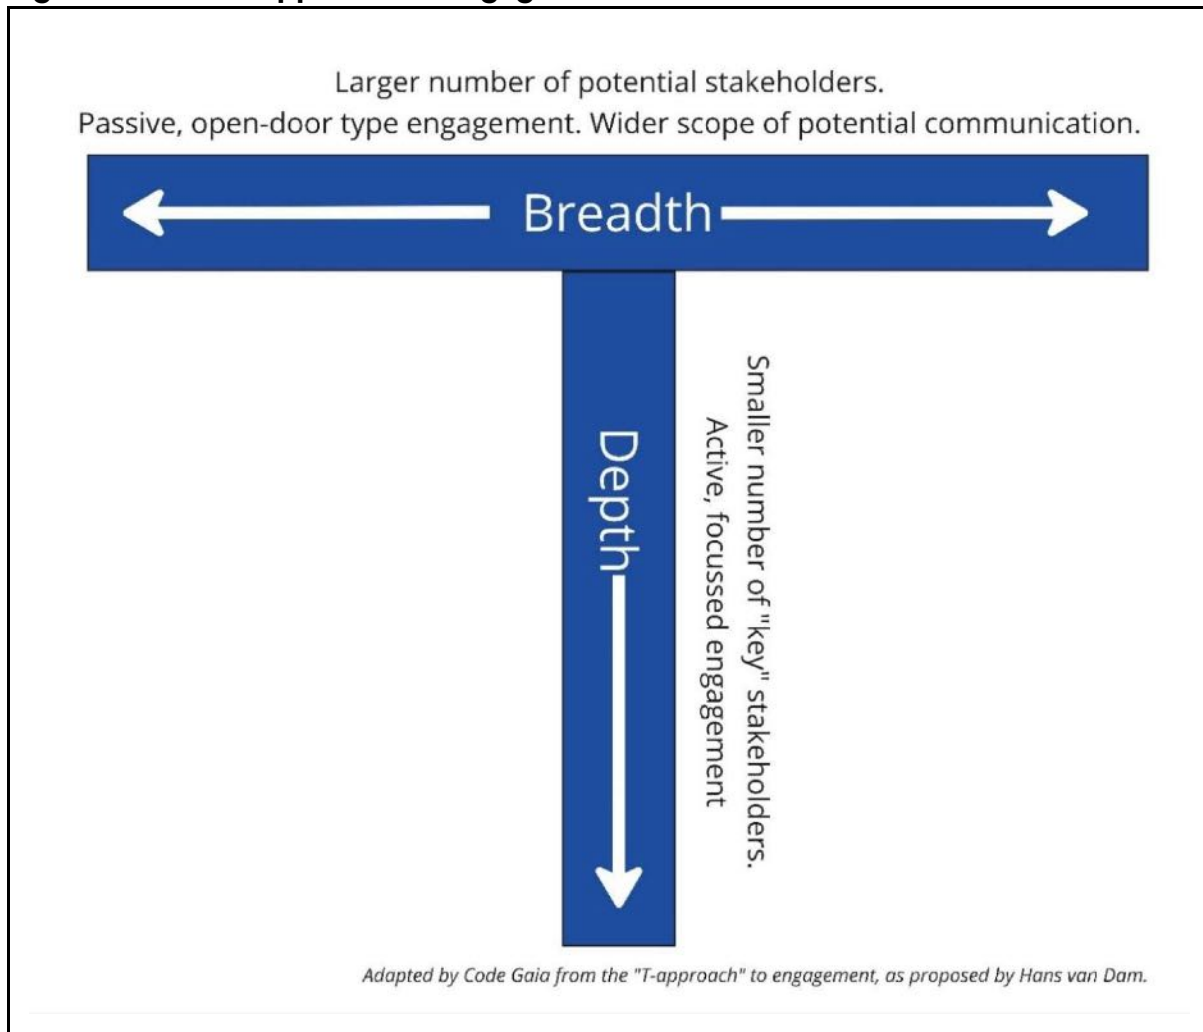 Larger number of potential stakeholders.
Passive, open-door type engagement. Wider scope of potential communication.
Breadth
Depth
Smaller number of "key" stakeholders.
Active, focussed engagement
Adapted by Code Gaia from the "T-approach" to engagement, as proposed by Hans van Dam.